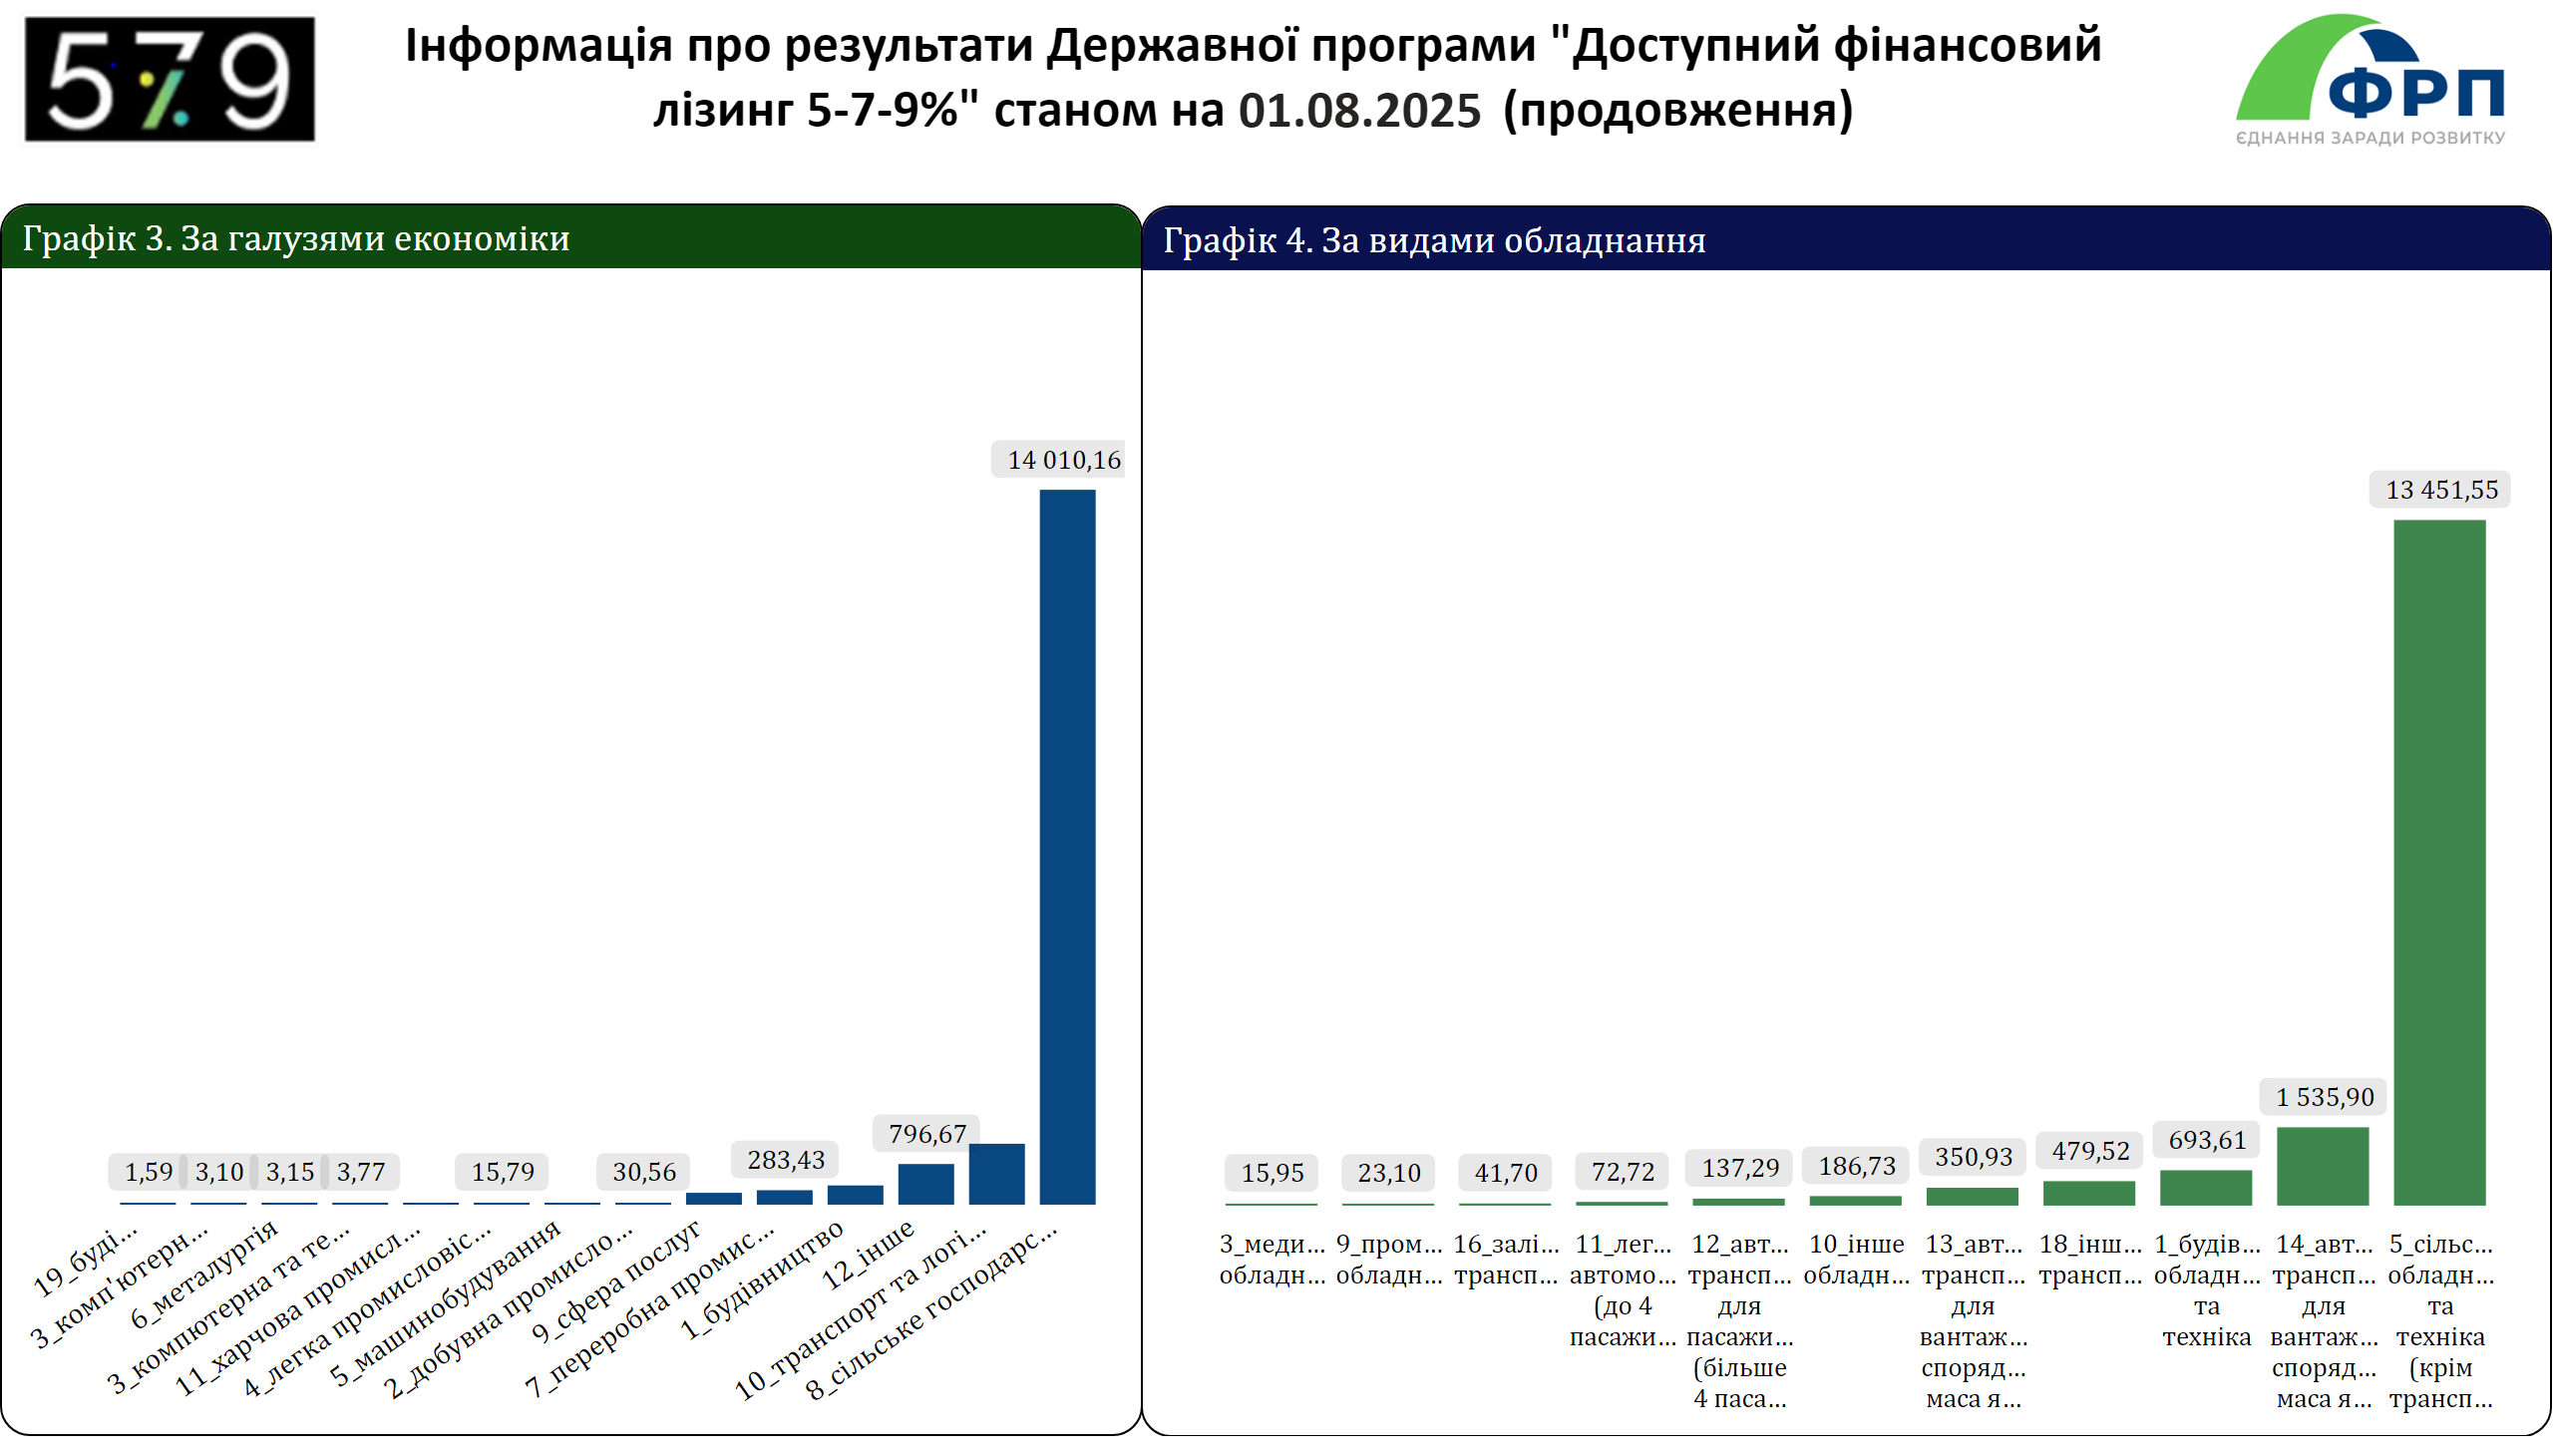 579
Інформація про результати Державної програми "Доступний фінансовий
лізинг 5-7-9%" станом на 01.08.2025 (продовження)
ФРП
ЄДНАННЯ ЗАРАДИ РОЗВИТКУ
Графік 3. За галузями економіки
14 010,16
796,67
283,43
1,59
3,10
3,15
3,77
15,79
30,56
19_буді...
3_комп'ютерн...
6_металургія
3_компютерна та те...
11_харчова промисл...
4_легка промисловіс...
5_машинобудування
2_добувна промисло...
9_сфера послуг
7_переробна промис...
1_будівництво
12_інше
10_транспорт та логі...
8_сільське господарс...
Графік 4. За видами обладнання
15,95
23,10
41,70
72,72
137,29
186,73
350,93
479,52
693,61
1 535,90
13 451,55
3_меди...
обладн...
9_пром...
обладн...
16_залі...
трансп...
11_лег...
автомо...
(до 4
пасажи...
12_авт...
трансп...
для
пасажи...
(більше
4 паса...
10_інше
обладн...
13_авт...
трансп...
для
вантаж...
споряд...
маса я...
18_інш...
трансп...
1_будів...
обладн...
та
техніка
14_авт...
трансп...
для
вантаж...
споряд...
маса я...
5_сільс...
обладн...
та
техніка
(крім
трансп...